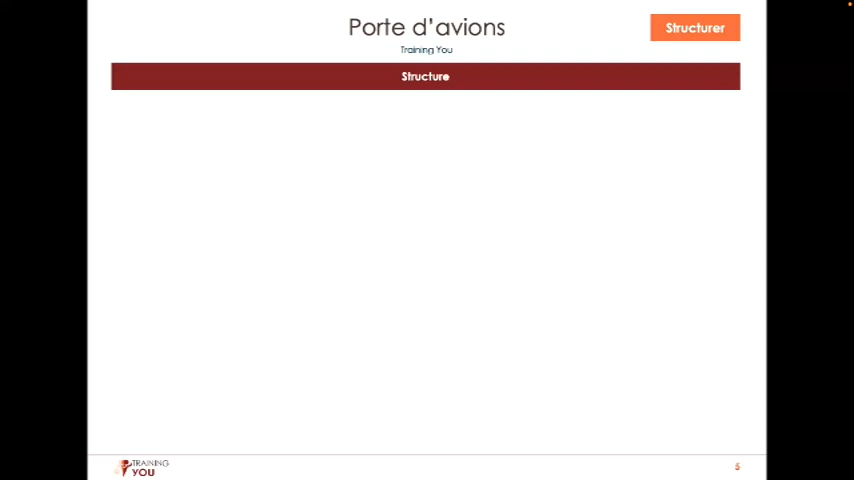 Porte d'avions
Structurer
Training You
Structure
TRAINING
YOU
5